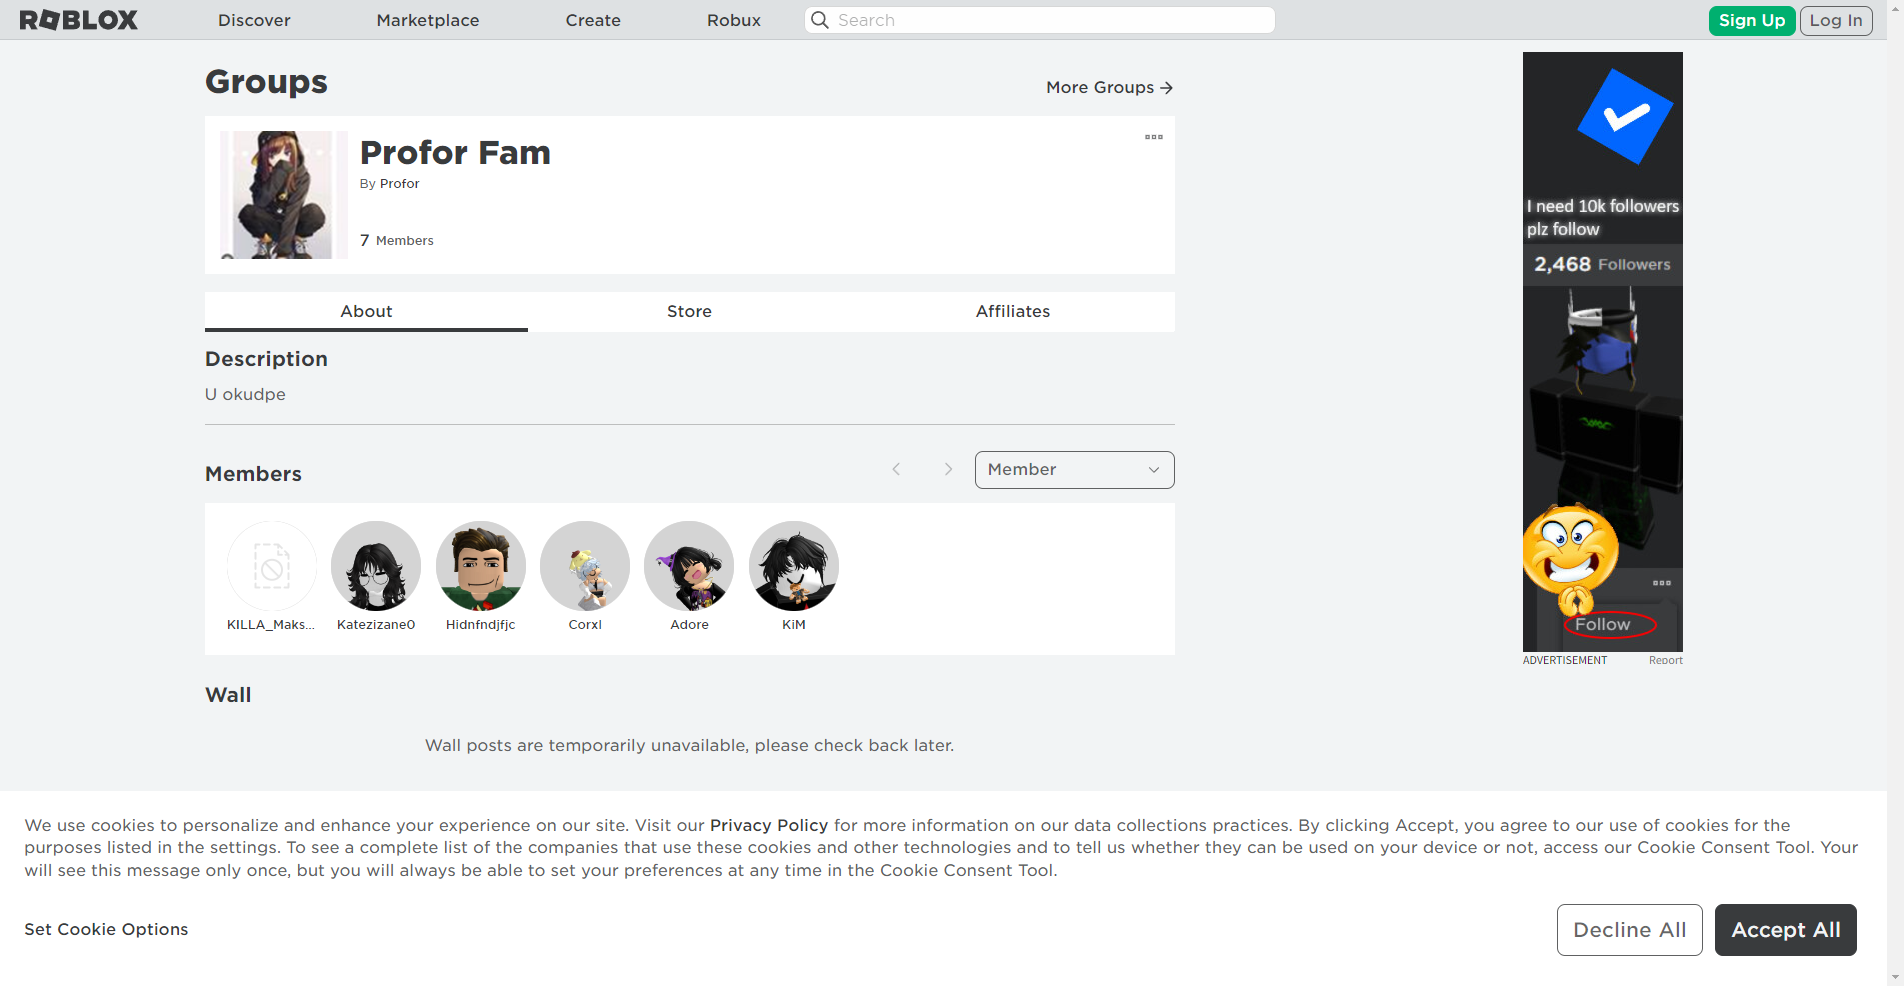 ROBLOX
Discover
Marketplace
Create
Robux
Search
Sign Up
Log In
Groups
More Groups
Profor Fam
By Profor
7 Members
About
Store
Affiliates
Description
U okudpe
Members
Member
KILLA_Maks...
Katezizane0
Hidnfndjfjc
Corxl
Adore
KiM
Wall
Wall posts are temporarily unavailable, please check back later.
I need 10k followers
plz follow
2,468 Followers
Follow
ADVERTISEMENT
Report
We use cookies to personalize and enhance your experience on our site. Visit our Privacy Policy for more information on our data collections practices. By clicking Accept, you agree to our use of cookies for the
purposes listed in the settings. To see a complete list of the companies that use these cookies and other technologies and to tell us whether they can be used on your device or not, access our Cookie Consent Tool. Your
will see this message only once, but you will always be able to set your preferences at any time in the Cookie Consent Tool.
Set Cookie Options
Decline All
Accept All